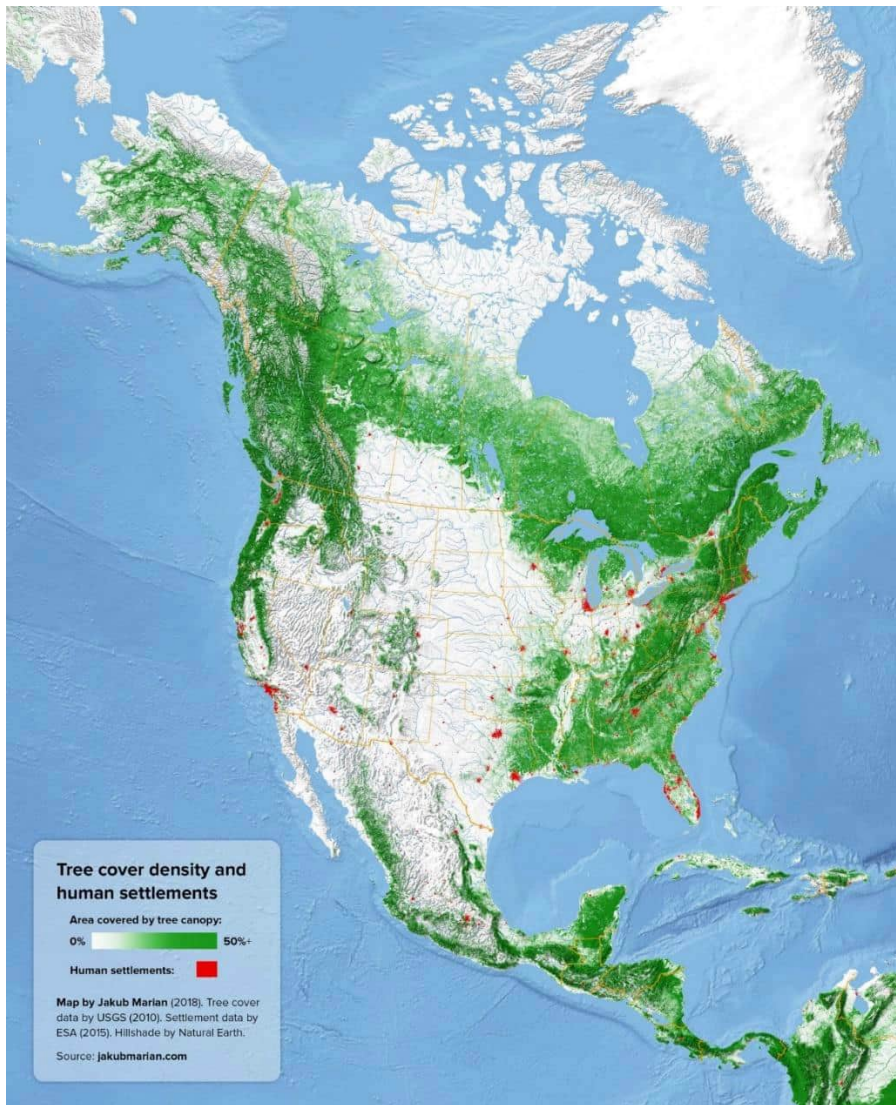 Tree cover density and
human settlements
Area covered by tree canopy:
0% 50%+
Human settlements:
Map by Jakub Marian (2018). Tree cover
data by USGS (2010). Settlement data by
ESA (2015). Hillshade by Natural Earth.
Source: jakubmarian.com